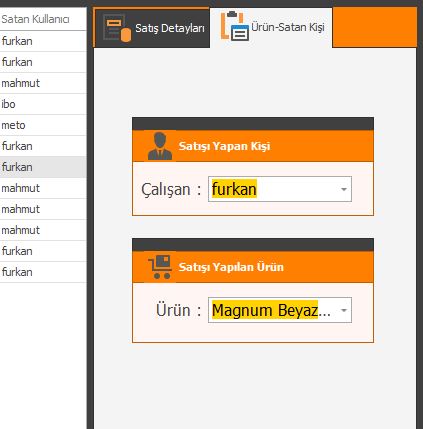 Satan Kullanıcı
furkan
furkan
mahmut
ibo
meto
furkan
furkan
mahmut
mahmut
mahmut
furkan
furkan
Satış Detayları
Ürün-Satan Kişi
Satışı Yapan Kişi
Çalışan : furkan
Satışı Yapılan Ürün
Ürün : Magnum Beyaz...